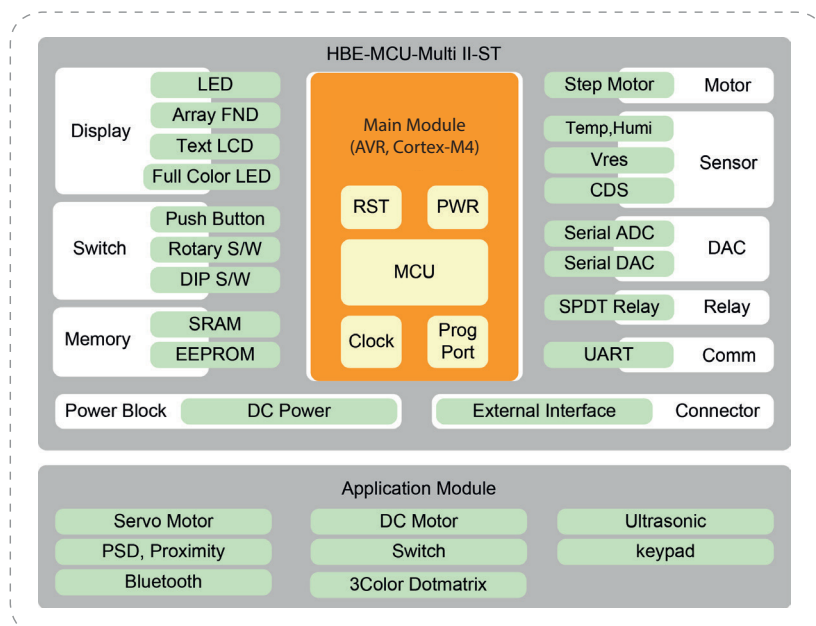 HBE-MCU-Multi II-ST
Display
LED
Array FND
Text LCD
Full Color LED
Switch
Push Button
Rotary S/W
DIP S/W
Memory
SRAM
EEPROM
Main Module
(AVR, Cortex-M4)
RST
PWR
MCU
Clock
Prog
Port
Step Motor
Motor
Temp,Humi
Vres
CDS
Sensor
Serial ADC
Serial DAC
DAC
SPDT Relay
Relay
UART
Comm
Power Block
DC Power
External Interface
Connector
Application Module
Servo Motor
DC Motor
Ultrasonic
PSD, Proximity
Switch
keypad
Bluetooth
3Color Dotmatrix